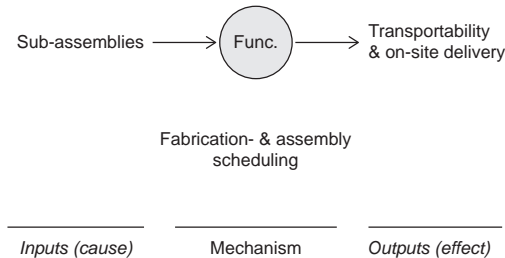 Sub-assemblies
Func.
Transportability
& on-site delivery
Fabrication- & assembly
scheduling
Inputs (cause)
Mechanism
Outputs (effect)